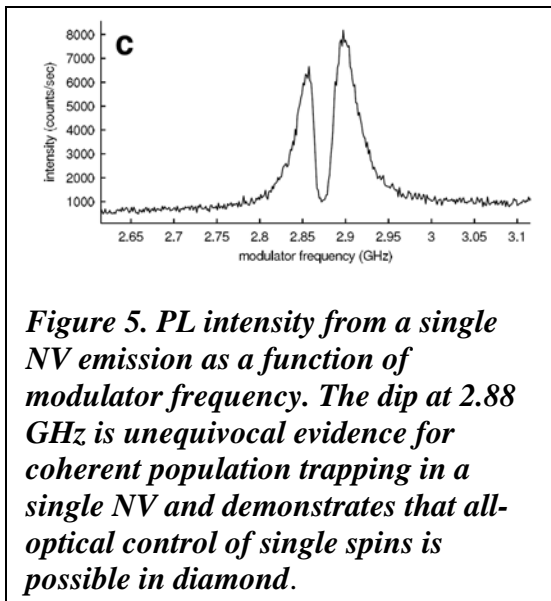 c
8000
7000
6000
5000
4000
3000
2000
1000
intensity (counts/sec)
2.65 2.7 2.75 2.8 2.85 2.9 2.95 3 3.05 3.1
modulator frequency (GHz)
Figure 5. PL intensity from a single
NV emission as a function of
modulator frequency. The dip at 2.88
GHz is unequivocal evidence for
coherent population trapping in a
single NV and demonstrates that all-
optical control of single spins is
possible in diamond.